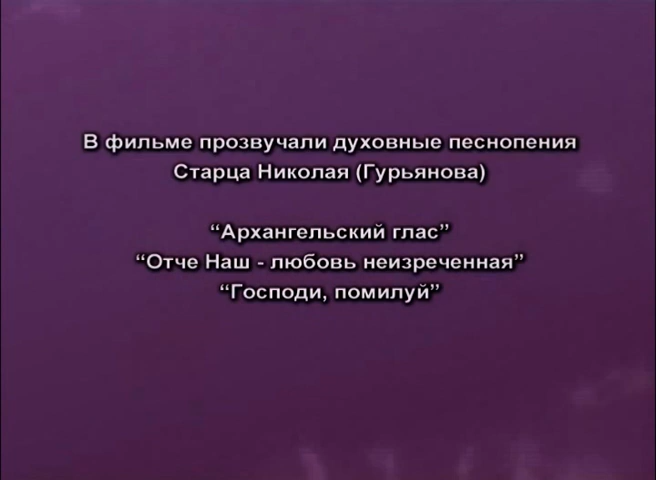 В фильме прозвучали духовные песнопения
Старца Николая (Гурьянова)
“Архангельский глас”
“Отче Наш - любовь неизреченная”
“Господи, помилуй”